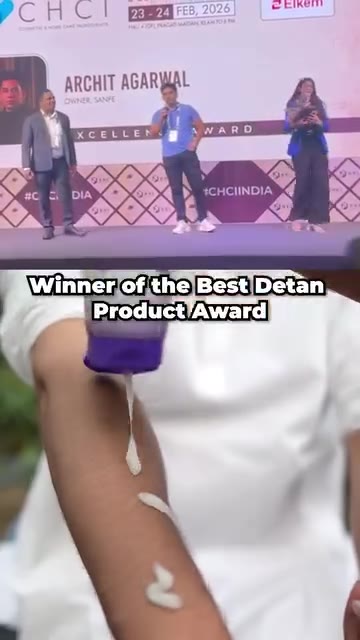 CHCI
23 - 24 FEB, 2026
Elkem
ARCHIT AGARWAL
OWNER, SANFE
EXCELLENCE AWARD
#CHCIINDIA
#CHCIINDIA
Winner of the Best Detan
Product Award